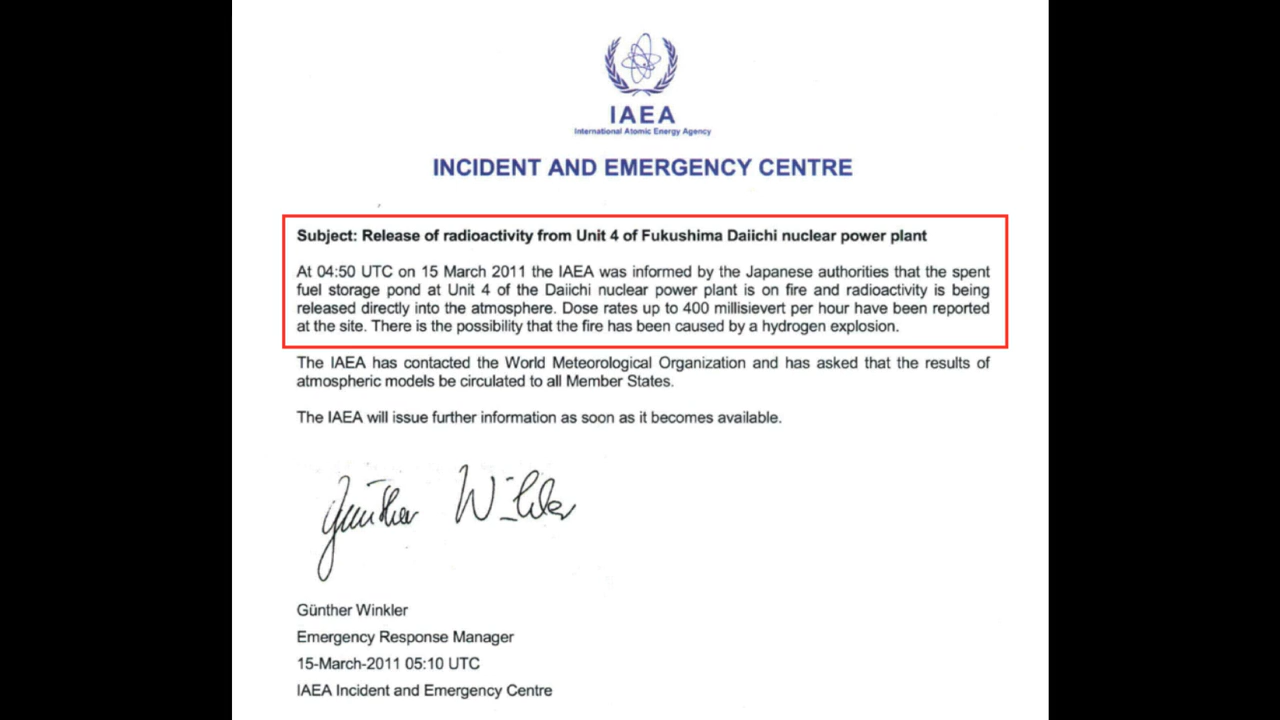 IAEA
International Atomic Energy Agency
INCIDENT AND EMERGENCY CENTRE
Subject: Release of radioactivity from Unit 4 of Fukushima Daiichi nuclear power plant
At 04:50 UTC on 15 March 2011 the IAEA was informed by the Japanese authorities that the spent
fuel storage pond at Unit 4 of the Daiichi nuclear power plant is on fire and radioactivity is being
released directly into the atmosphere. Dose rates up to 400 millisievert per hour have been reported
at the site. There is the possibility that the fire has been caused by a hydrogen explosion.
The IAEA has contacted the World Meteorological Organization and has asked that the results of
atmospheric models be circulated to all Member States.
The IAEA will issue further information as soon as it becomes available.
Günther Winkler
Günther Winkler
Emergency Response Manager
15-March-2011 05:10 UTC
IAEA Incident and Emergency Centre